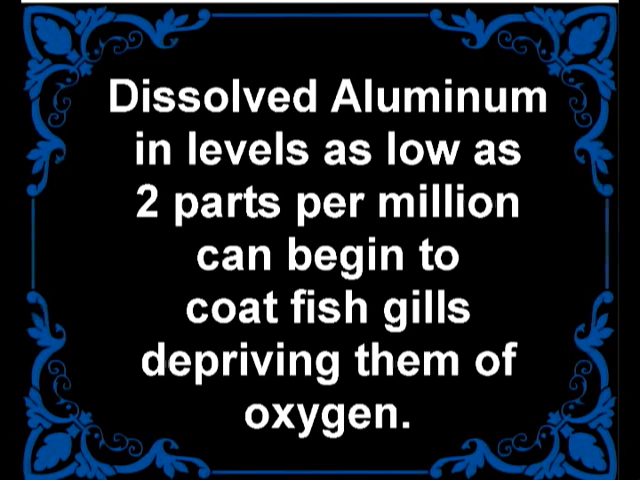 Dissolved Aluminum
in levels as low as
2 parts per million
can begin to
coat fish gills
depriving them of
oxygen.